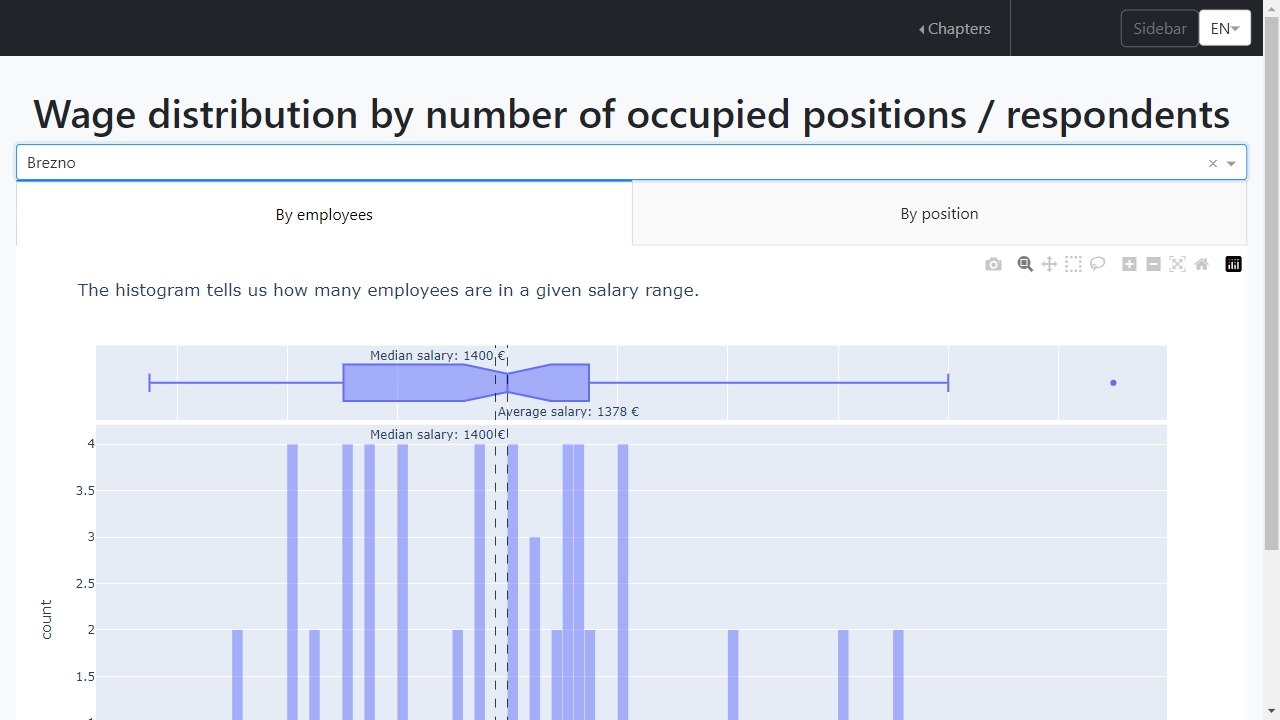 Chapters
Sidebar
EN
Wage distribution by number of occupied positions / respondents
Brezno
By employees
By position
The histogram tells us how many employees are in a given salary range.
Median salary: 1400 €
Average salary: 1378 €
Median salary: 1400 €
4
3.5
3
2.5
2
1.5
count